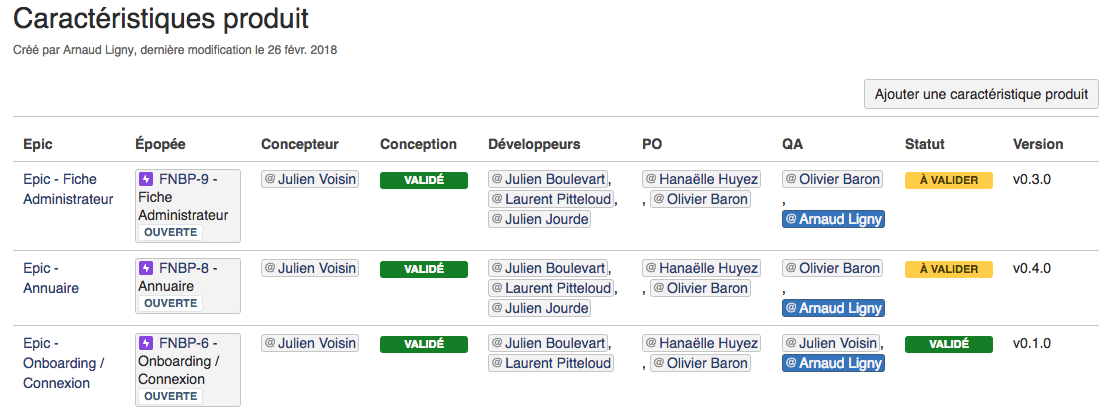 Caractéristiques produit
Créé par Arnaud Ligny, dernière modification le 26 févr. 2018
Ajouter une caractéristique produit
Epic Épopée Concepteur Conception Développeurs PO QA Statut Version
Epic - Fiche
Administrateur
FNBP-9 -
Fiche
Administrateur
OUVERTE
@Julien Voisin
VALIDÉ
@Julien Boulevart,
@Laurent Pitteloud,
@Julien Jourde
@Hanaëlle Huyez
, @Olivier Baron
@Olivier Baron
,
@Arnaud Ligny
À VALIDER
v0.3.0
Epic -
Annuaire
FNBP-8 -
Annuaire
OUVERTE
@Julien Voisin
VALIDÉ
@Julien Boulevart,
@Laurent Pitteloud,
@Julien Jourde
@Hanaëlle Huyez
, @Olivier Baron
@Olivier Baron
,
@Arnaud Ligny
À VALIDER
v0.4.0
Epic -
Onboarding /
Connexion
FNBP-6 -
Onboarding /
Connexion
OUVERTE
@Julien Voisin
VALIDÉ
@Julien Boulevart,
@Laurent Pitteloud
@Hanaëlle Huyez
, @Olivier Baron
@Julien Voisin,
@Arnaud Ligny
VALIDÉ
v0.1.0